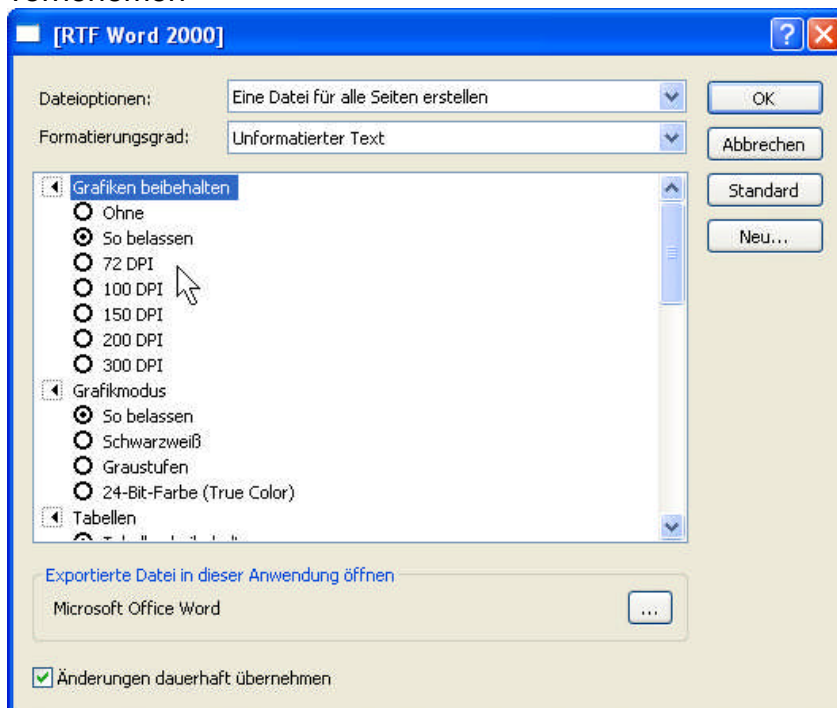 [RTF Word 2000]
Dateioptionen: Eine Datei für alle Seiten erstellen OK
Formatierungsgrad: Unformatierter Text Abbrechen
Grafiken beibehalten Standard
Ohne
So belassen Neu...
72 DPI
100 DPI
150 DPI
200 DPI
300 DPI
Grafikmodus
So belassen
Schwarzweiß
Graustufen
24-Bit-Farbe (True Color)
Tabellen
Exportierte Datei in dieser Anwendung öffnen
Microsoft Office Word ...
Änderungen dauerhaft übernehmen